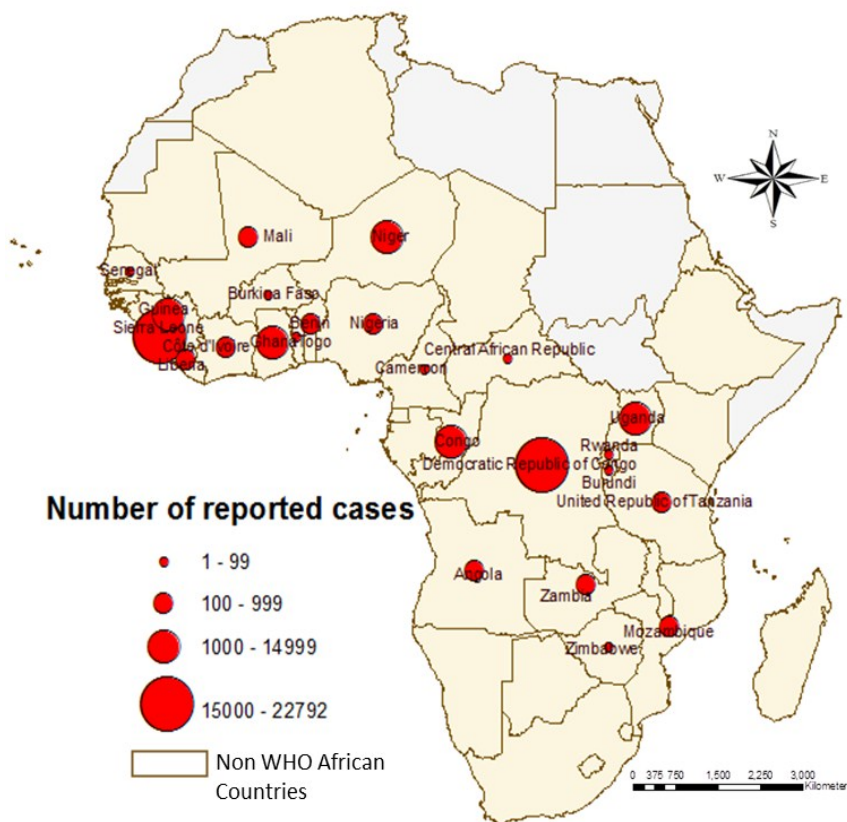 N
W E
S
Mali
Niger
Senegal
Burkina Faso
Guinea
Benin
Nigeria
Sierra Leone
Ghana Togo
Côte d'Ivoire
Liberia
Central African Republic
Cameroon
Uganda
Congo
Rwanda
Democratic Republic of Congo
Burundi
United Republic of Tanzania
Number of reported cases
1 - 99
Angola
100 - 999
Zambia
Mozambique
1000 - 14999
Zimbabwe
15000 - 22792
Non WHO African
Countries
0 375 750 1,500 2,250 3,000
Kilometer